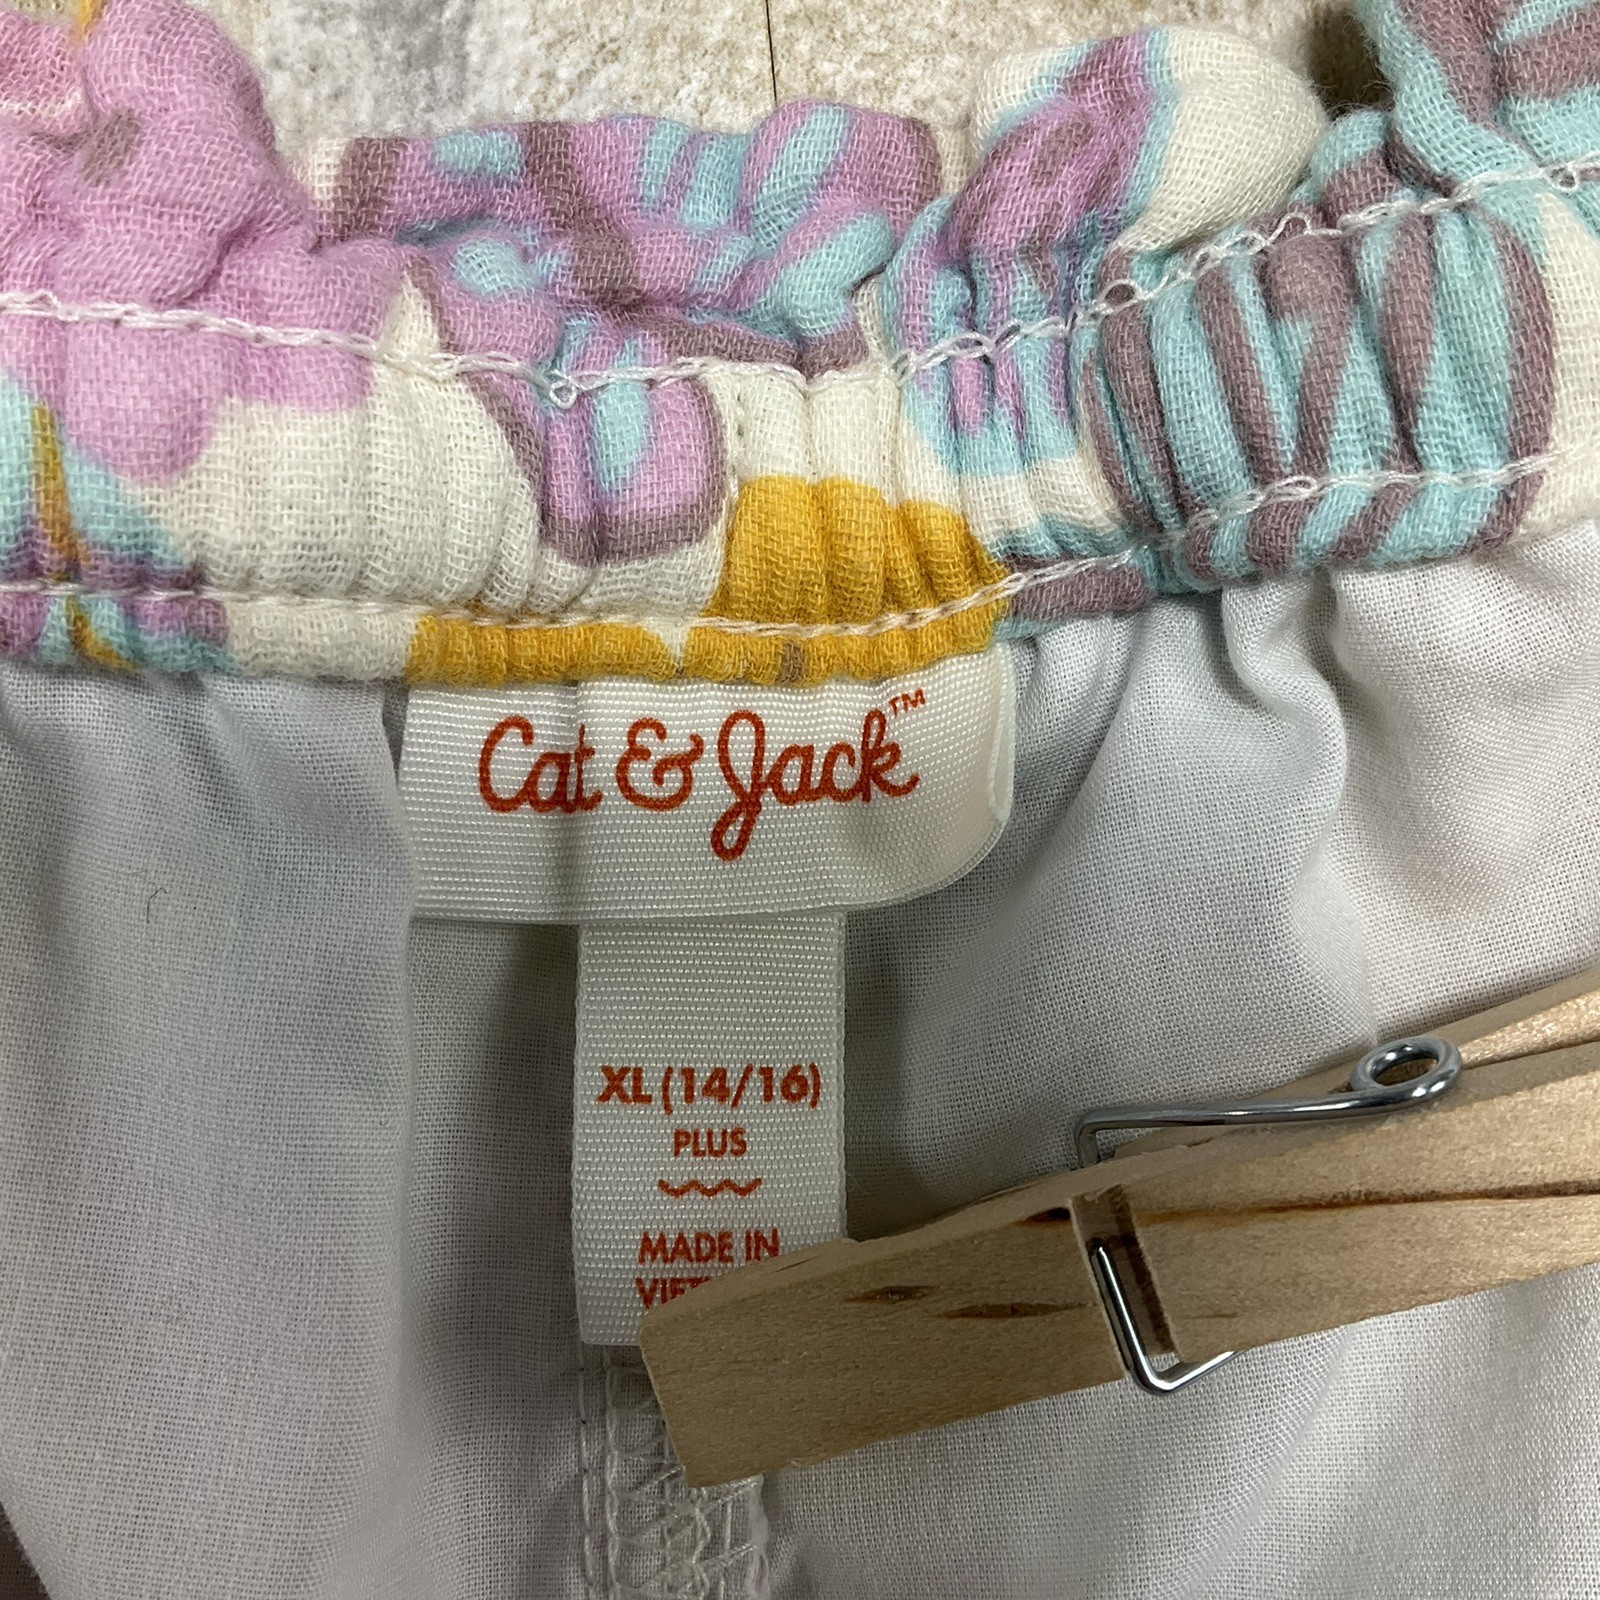 Cat & Jack™
XL (14/16)
PLUS
MADE IN